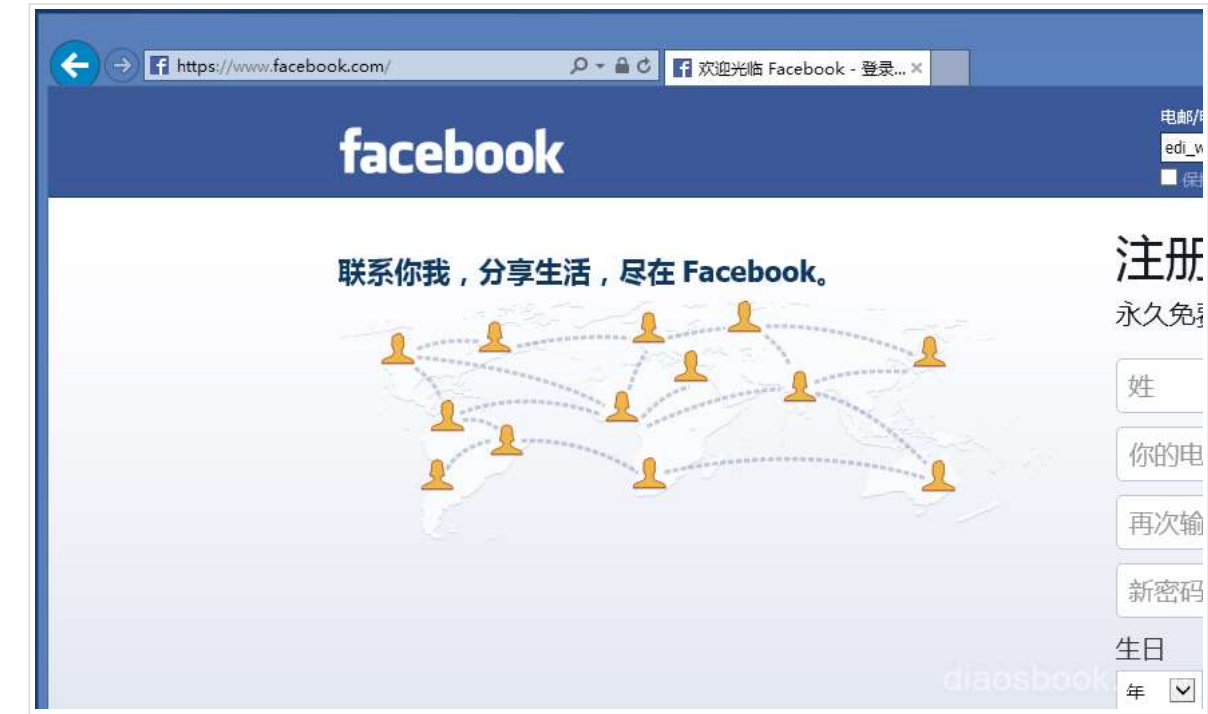 https://www.facebook.com/
欢迎光临 Facebook - 登录...
facebook
电邮/
edi_w
联系你我，分享生活，尽在 Facebook。
注册
永久免
姓
你的电
再次输
新密码
生日
年
diaosbook.